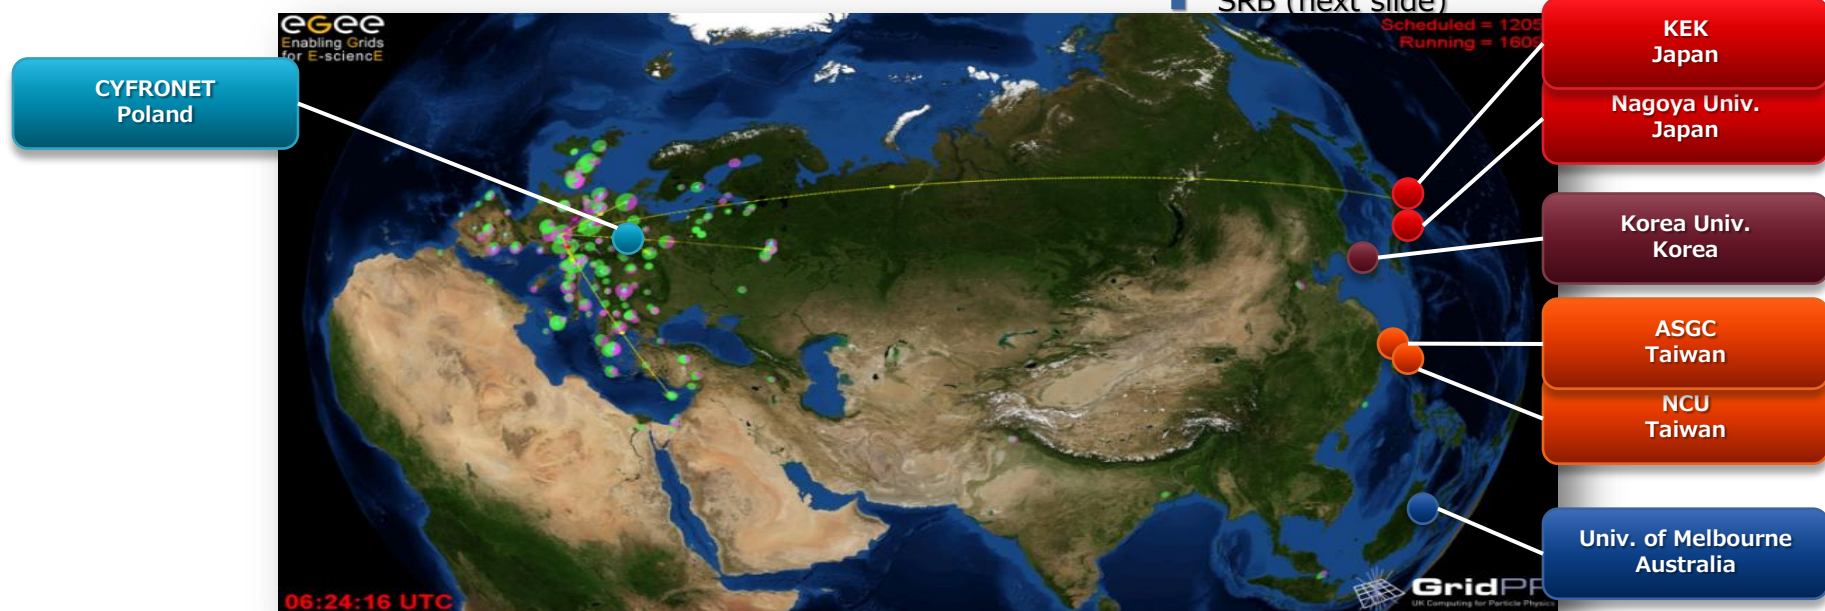 SRB (next slide)
eGee
Enabling Grids
for E-sciencE
Scheduled = 1205
Running = 1609
CYFRONET
Poland
KEK
Japan
Nagoya Univ.
Japan
Korea Univ.
Korea
ASGC
Taiwan
NCU
Taiwan
Univ. of Melbourne
Australia
06:24:16 UTC
GridPP
UK Computing for Particle Physics